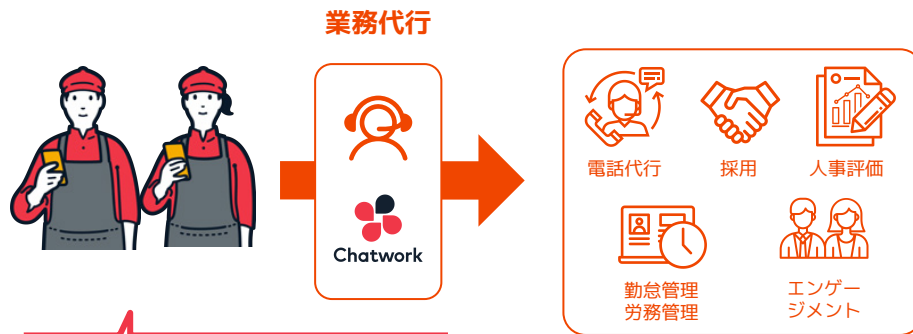 業務代行
Chatwork
電話代行
採用
人事評価
勤怠管理
労務管理
エンゲー
ジメント